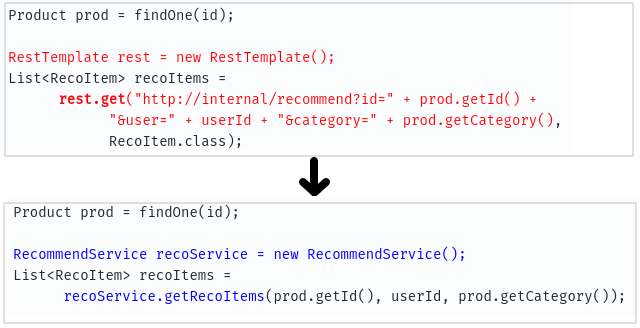 Product prod = findOne(id);
RestTemplate rest = new RestTemplate();
List<RecoItem> recoItems =
rest.get("http://internal/recommend?id=" + prod.getId() +
"&user=" + userId + "&category=" + prod.getCategory(),
RecoItem.class);
Product prod = findOne(id);
RecommendService recoService = new RecommendService();
List<RecoItem> recoItems =
recoService.getRecoItems(prod.getId(), userId, prod.getCategory());